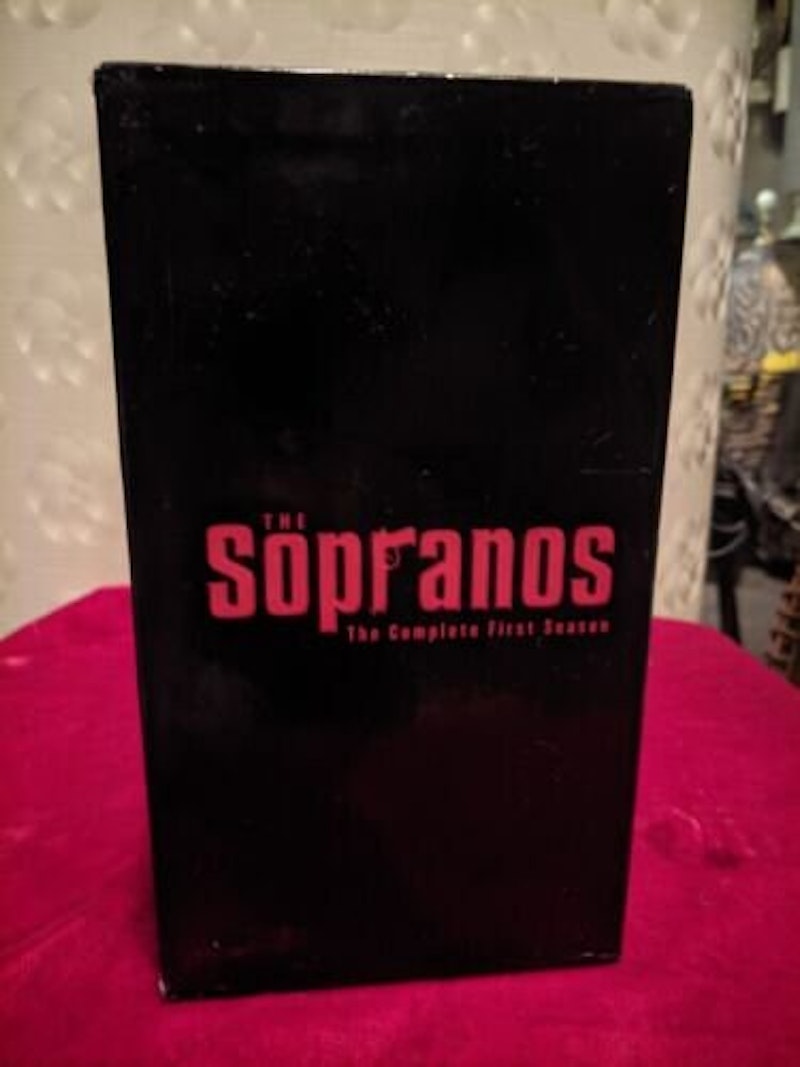 THE
Sopranos
The Complete First Season